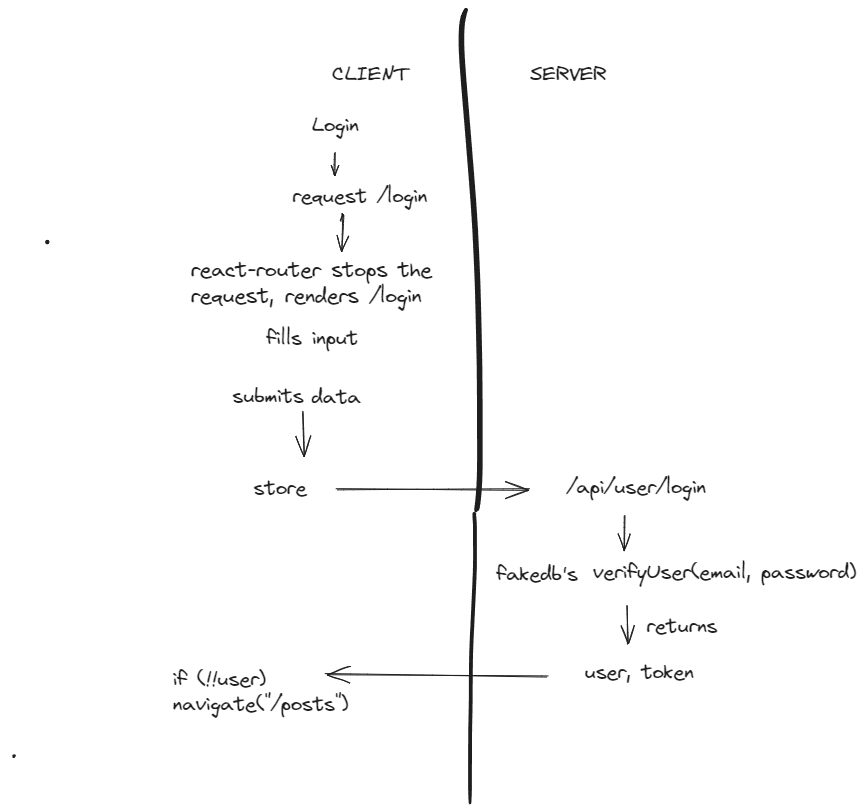 CLIENT
SERVER
Login
request /login
react-router stops the
request, renders /login
fills input
submits data
store
/api/user/login
fakedb's verifyUser(email, password)
returns
user, token
if (!!user)
navigate("/posts")